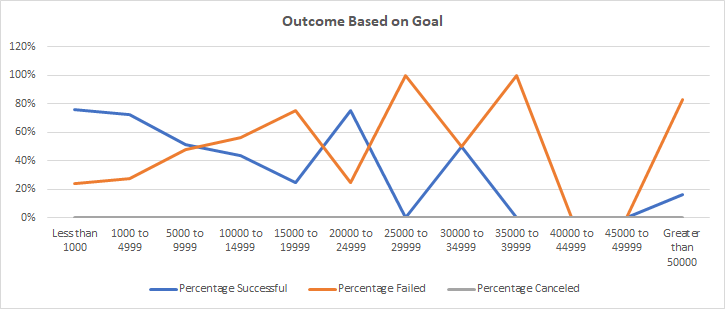 Outcome Based on Goal
120%
100%
80%
60%
40%
20%
0%
Less than 1000
1000 to 4999
5000 to 9999
10000 to 14999
15000 to 19999
20000 to 24999
25000 to 29999
30000 to 34999
35000 to 39999
40000 to 44999
45000 to 49999
Greater than 50000
Percentage Successful
Percentage Failed
Percentage Canceled